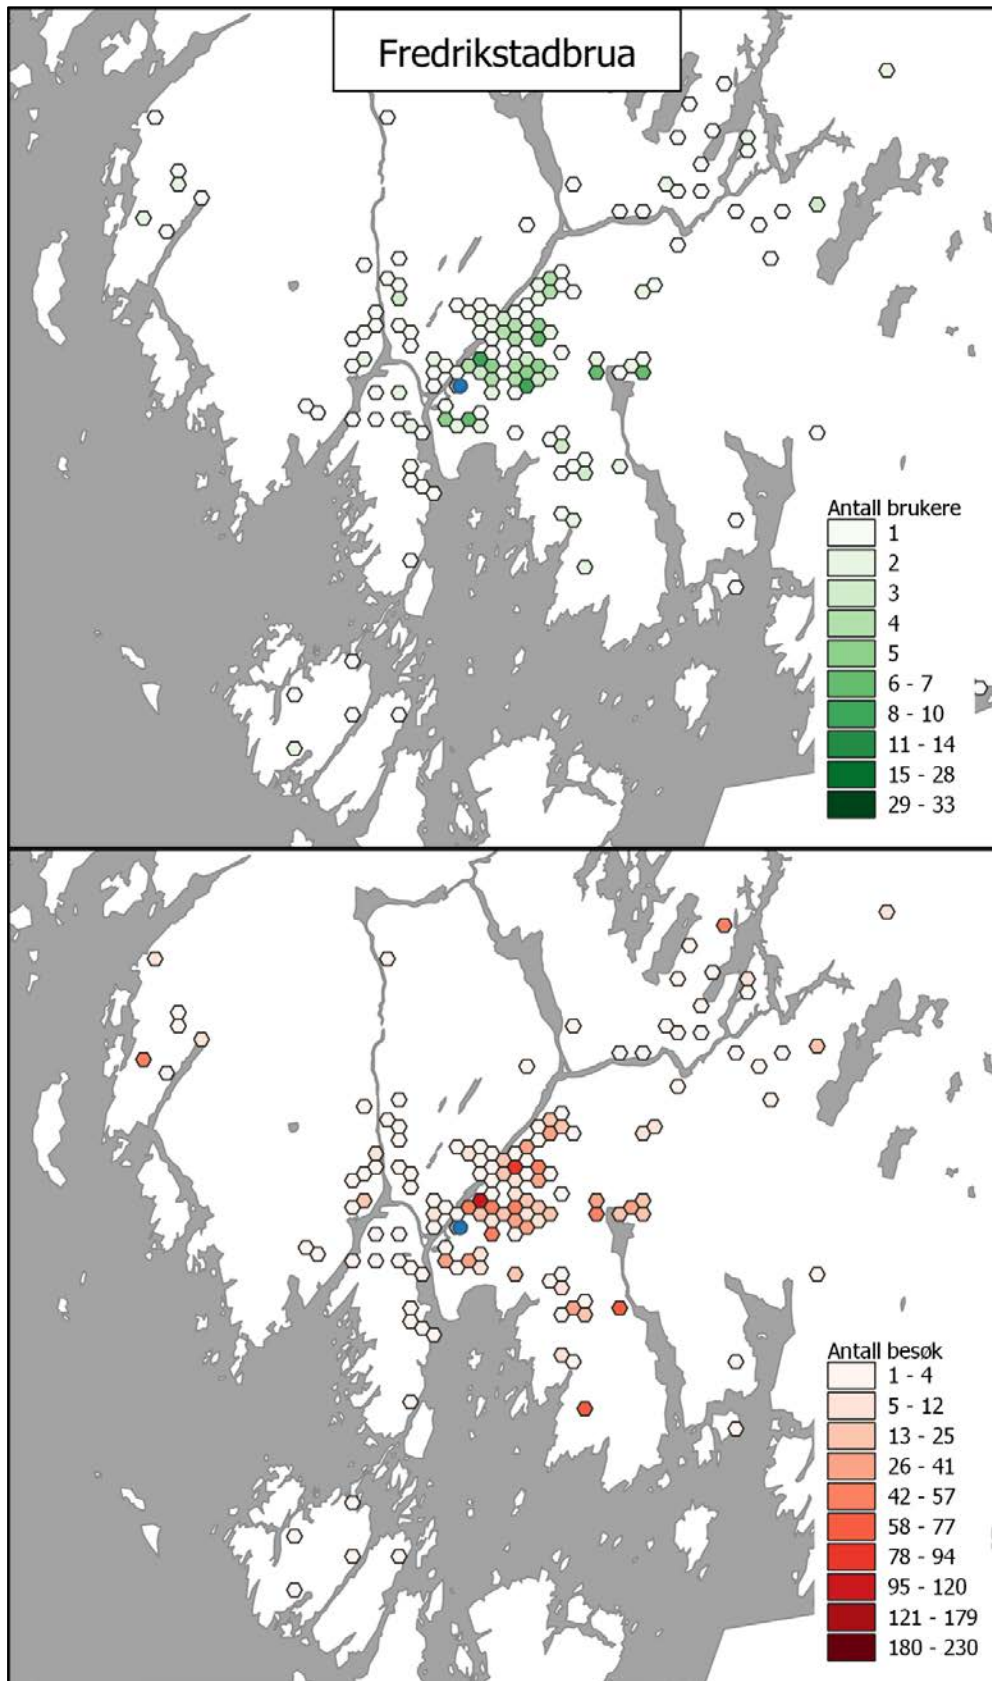 Fredrikstadbrua
Antall brukere
1
2
3
4
5
6 - 7
8 - 10
11 - 14
15 - 28
29 - 33
Antall besøk
1 - 4
5 - 12
13 - 25
26 - 41
42 - 57
58 - 77
78 - 94
95 - 120
121 - 179
180 - 230